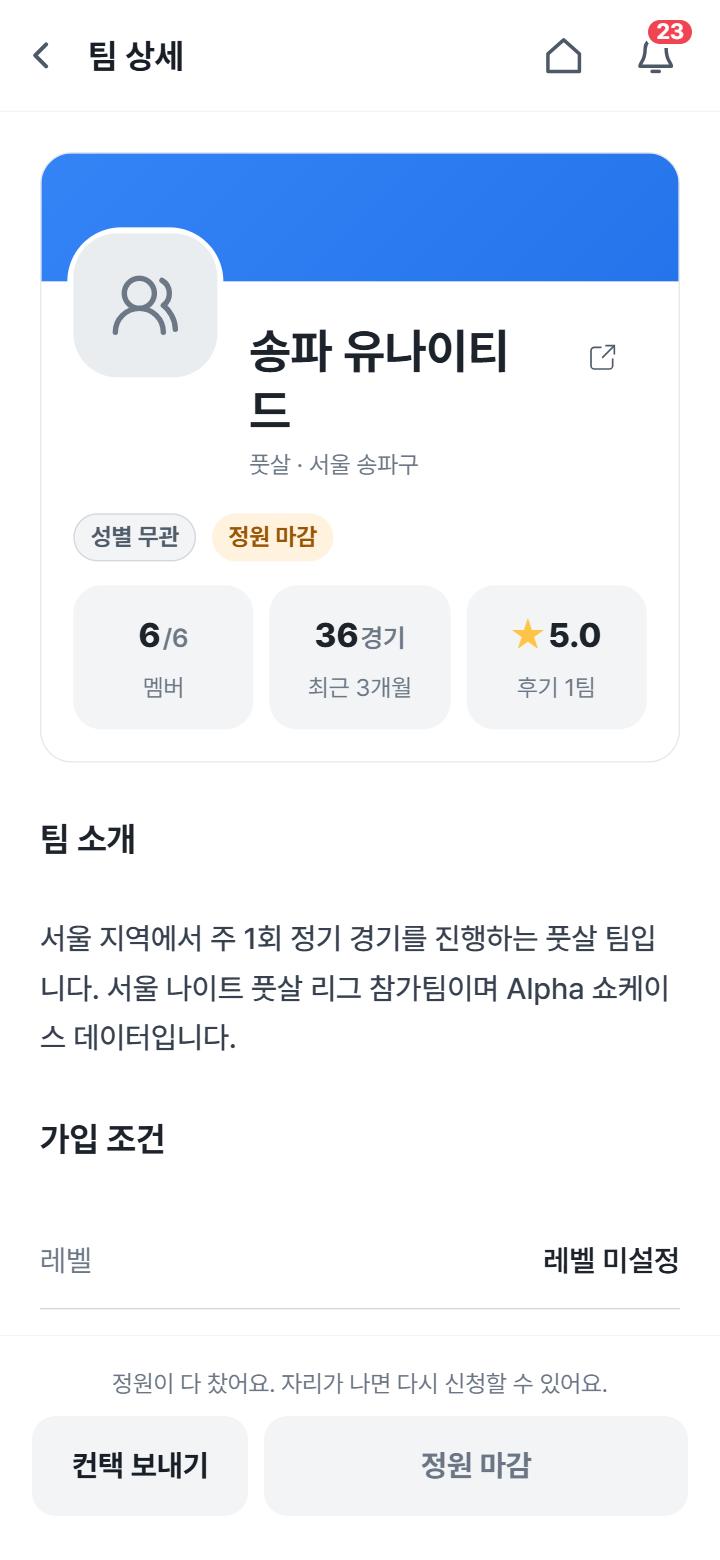 팀 상세
23
송파 유나이티
드
풋살 · 서울 송파구
성별 무관 정원 마감
6/6 36경기 ★5.0
멤버 최근 3개월 후기 1팀
팀 소개
서울 지역에서 주 1회 정기 경기를 진행하는 풋살 팀입
니다. 서울 나이트 풋살 리그 참가팀이며 Alpha 쇼케이
스 데이터입니다.
가입 조건
레벨 레벨 미설정
정원이 다 찼어요. 자리가 나면 다시 신청할 수 있어요.
컨택 보내기 정원 마감